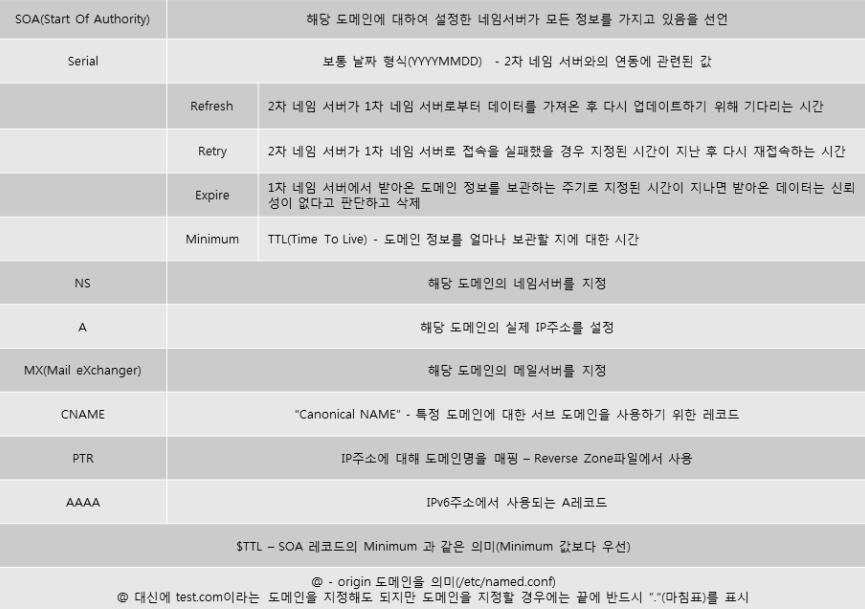 SOA(Start Of Authority)
해당 도메인에 대하여 설정한 네임서버가 모든 정보를 가지고 있음을 선언
Serial
보통 날짜 형식(YYYYMMDD) - 2차 네임 서버와의 연동에 관련된 값
Refresh
2차 네임 서버가 1차 네임 서버로부터 데이터를 가져온 후 다시 업데이트하기 위해 기다리는 시간
Retry
2차 네임 서버가 1차 네임 서버로 접속을 실패했을 경우 지정된 시간이 지난 후 다시 재접속하는 시간
Expire
1차 네임 서버에서 받아온 도메인 정보를 보관하는 주기로 지정된 시간이 지나면 받아온 데이터는 신뢰
성이 없다고 판단하고 삭제
Minimum
TTL(Time To Live) - 도메인 정보를 얼마나 보관할 지에 대한 시간
NS
해당 도메인의 네임서버를 지정
A
해당 도메인의 실제 IP주소를 설정
MX(Mail eXchanger)
해당 도메인의 메일서버를 지정
CNAME
"Canonical NAME" - 특정 도메인에 대한 서브 도메인을 사용하기 위한 레코드
PTR
IP주소에 대해 도메인명을 매핑 – Reverse Zone파일에서 사용
AAAA
IPv6주소에서 사용되는 A레코드
$TTL – SOA 레코드의 Minimum 과 같은 의미(Minimum 값보다 우선)
@ - origin 도메인을 의미(/etc/named.conf)
@ 대신에 test.com이라는 도메인을 지정해도 되지만 도메인을 지정할 경우에는 끝에 반드시 "."(마침표)를 표시